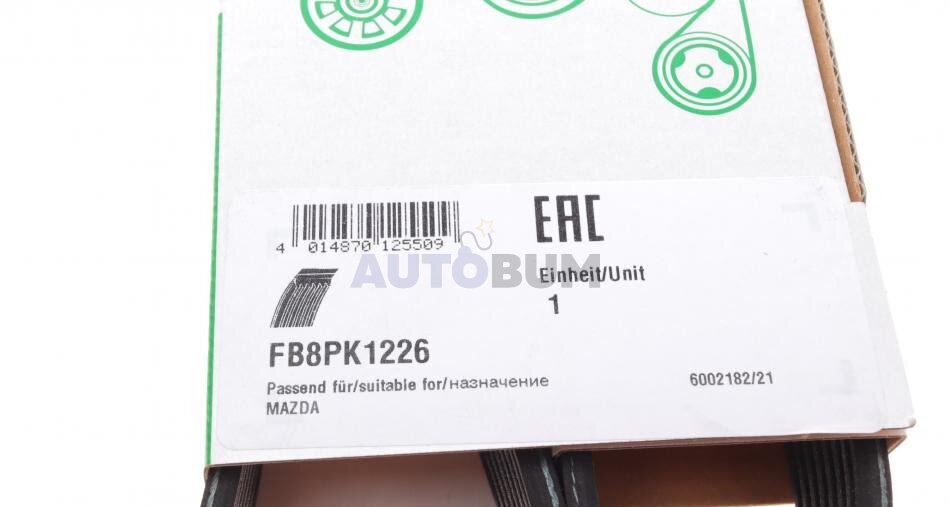 EAC
4 014870 125509
AUTOBUM
Einheit/Unit
1
FB8PK1226
Passend für/suitable for/назначение
MAZDA
6002182/21